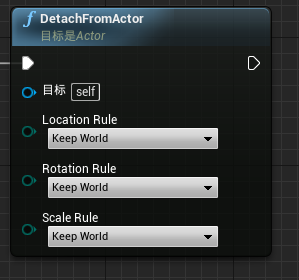 DetachFromActor
目标是Actor
目标 self
Location Rule
Keep World
Rotation Rule
Keep World
Scale Rule
Keep World